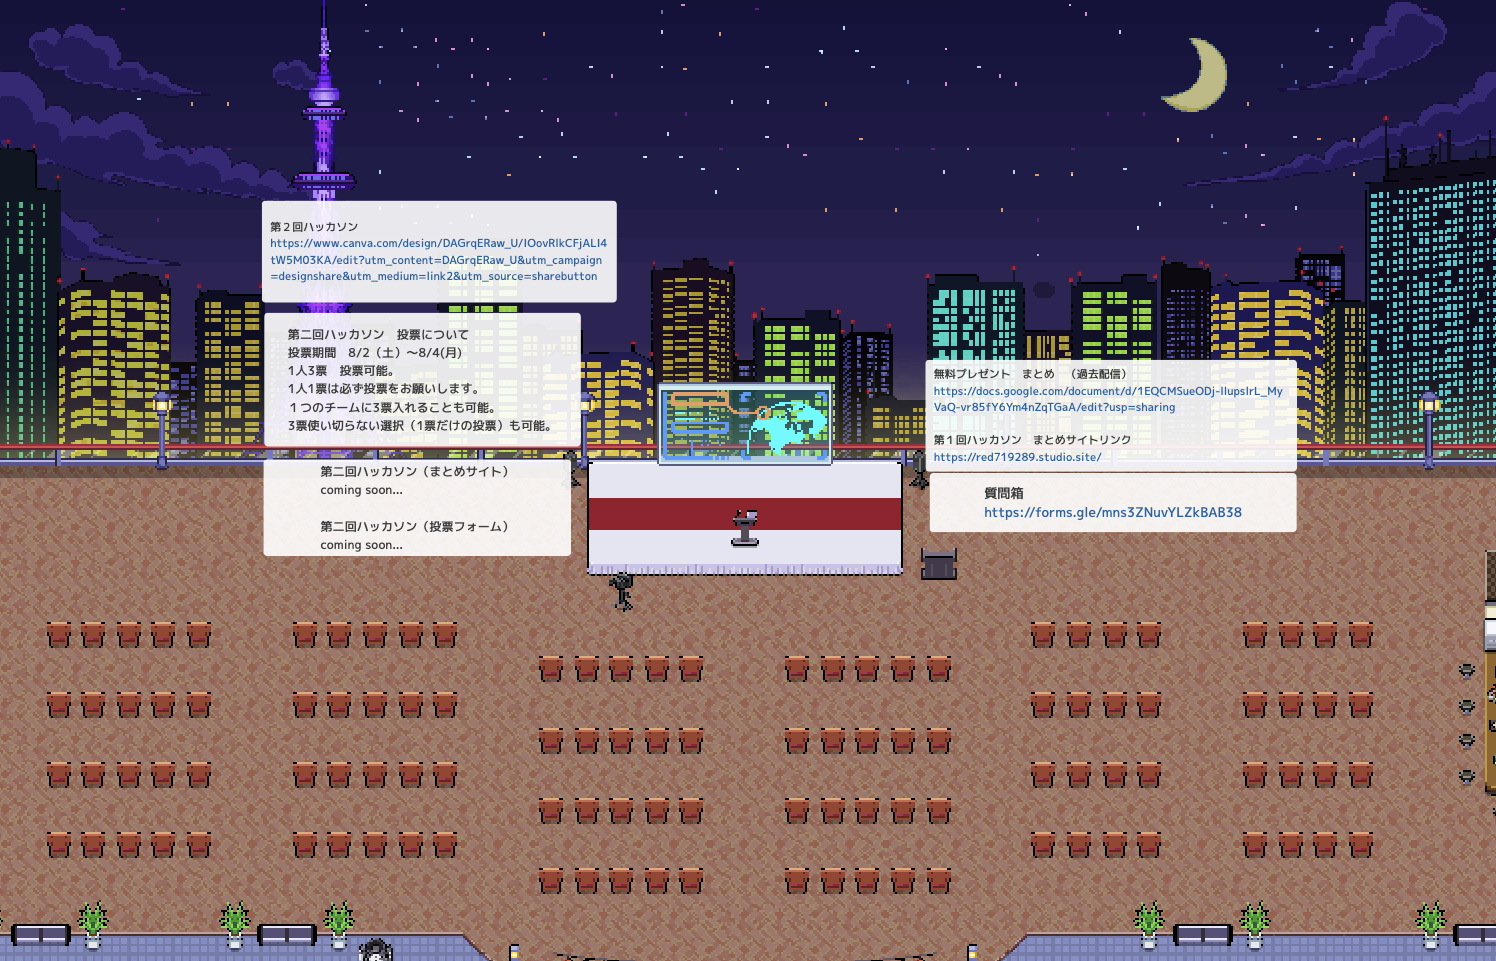 第２回ハッカソン
https://www.canva.com/design/DAGrqERaw_U/IOovRlkCFjALI4
tW5M03KA/edit?utm_content=DAGrqERaw_U&utm_campaign
=designshare&utm_medium=link2&utm_source=sharebutton
第二回ハッカソン　投票について
投票期間　8/2（土）～8/4(月)
1人3票　投票可能。
1人1票は必ず投票をお願いします。
１つのチームに3票入れることも可能。
3票使い切らない選択（1票だけの投票）も可能。
第二回ハッカソン（まとめサイト）
coming soon...
第二回ハッカソン（投票フォーム）
coming soon...
無料プレゼント　まとめ　（過去配信）
https://docs.google.com/document/d/1EQCMSueODj-IlupsIrL_My
VaQ-vr85fY6Ym4nZqTGaA/edit?usp=sharing
第１回ハッカソン　まとめサイトリンク
https://red719289.studio.site/
質問箱
https://forms.gle/mns3ZNuvYLZkBAB38